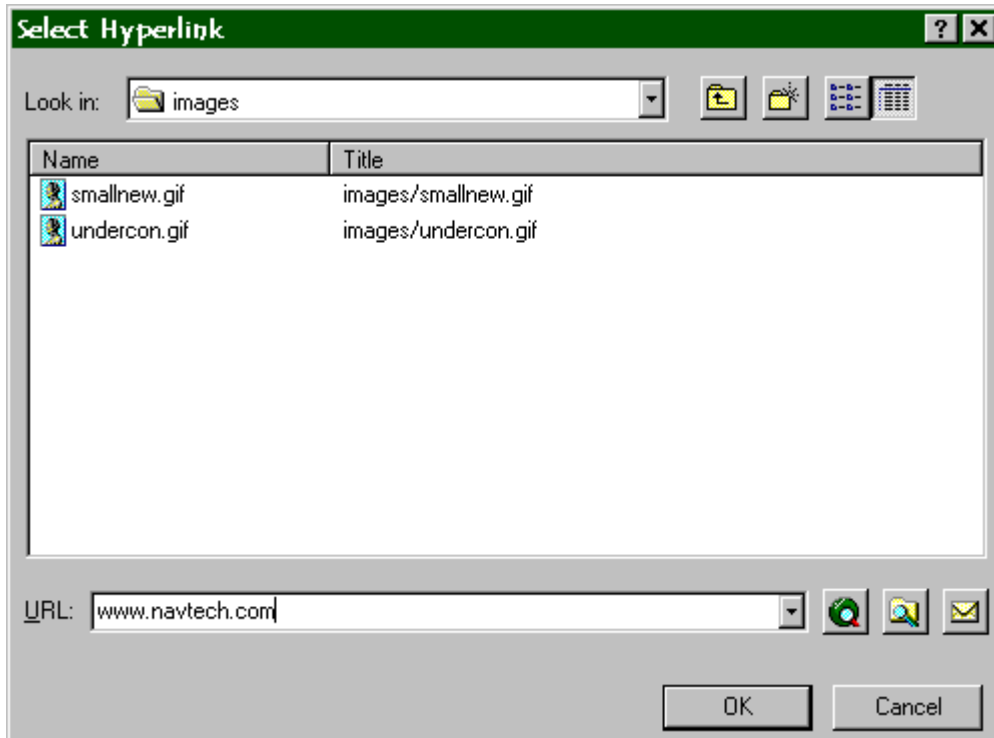 Select Hyperlink
Look in: images
Name Title
smallnew.gif images/smallnew.gif
undercon.gif images/undercon.gif
URL: www.navtech.com
OK Cancel